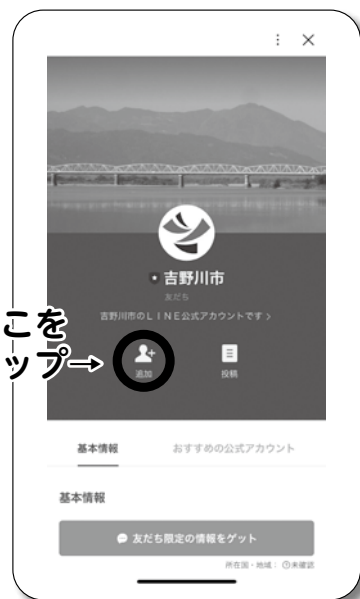 吉野川市
友だち
吉野川市のLINE公式アカウントです >
こを
ップ→
追加
投稿
基本情報
おすすめの公式アカウント
基本情報
友だち限定の情報をゲット
所在国・地域: 未確認